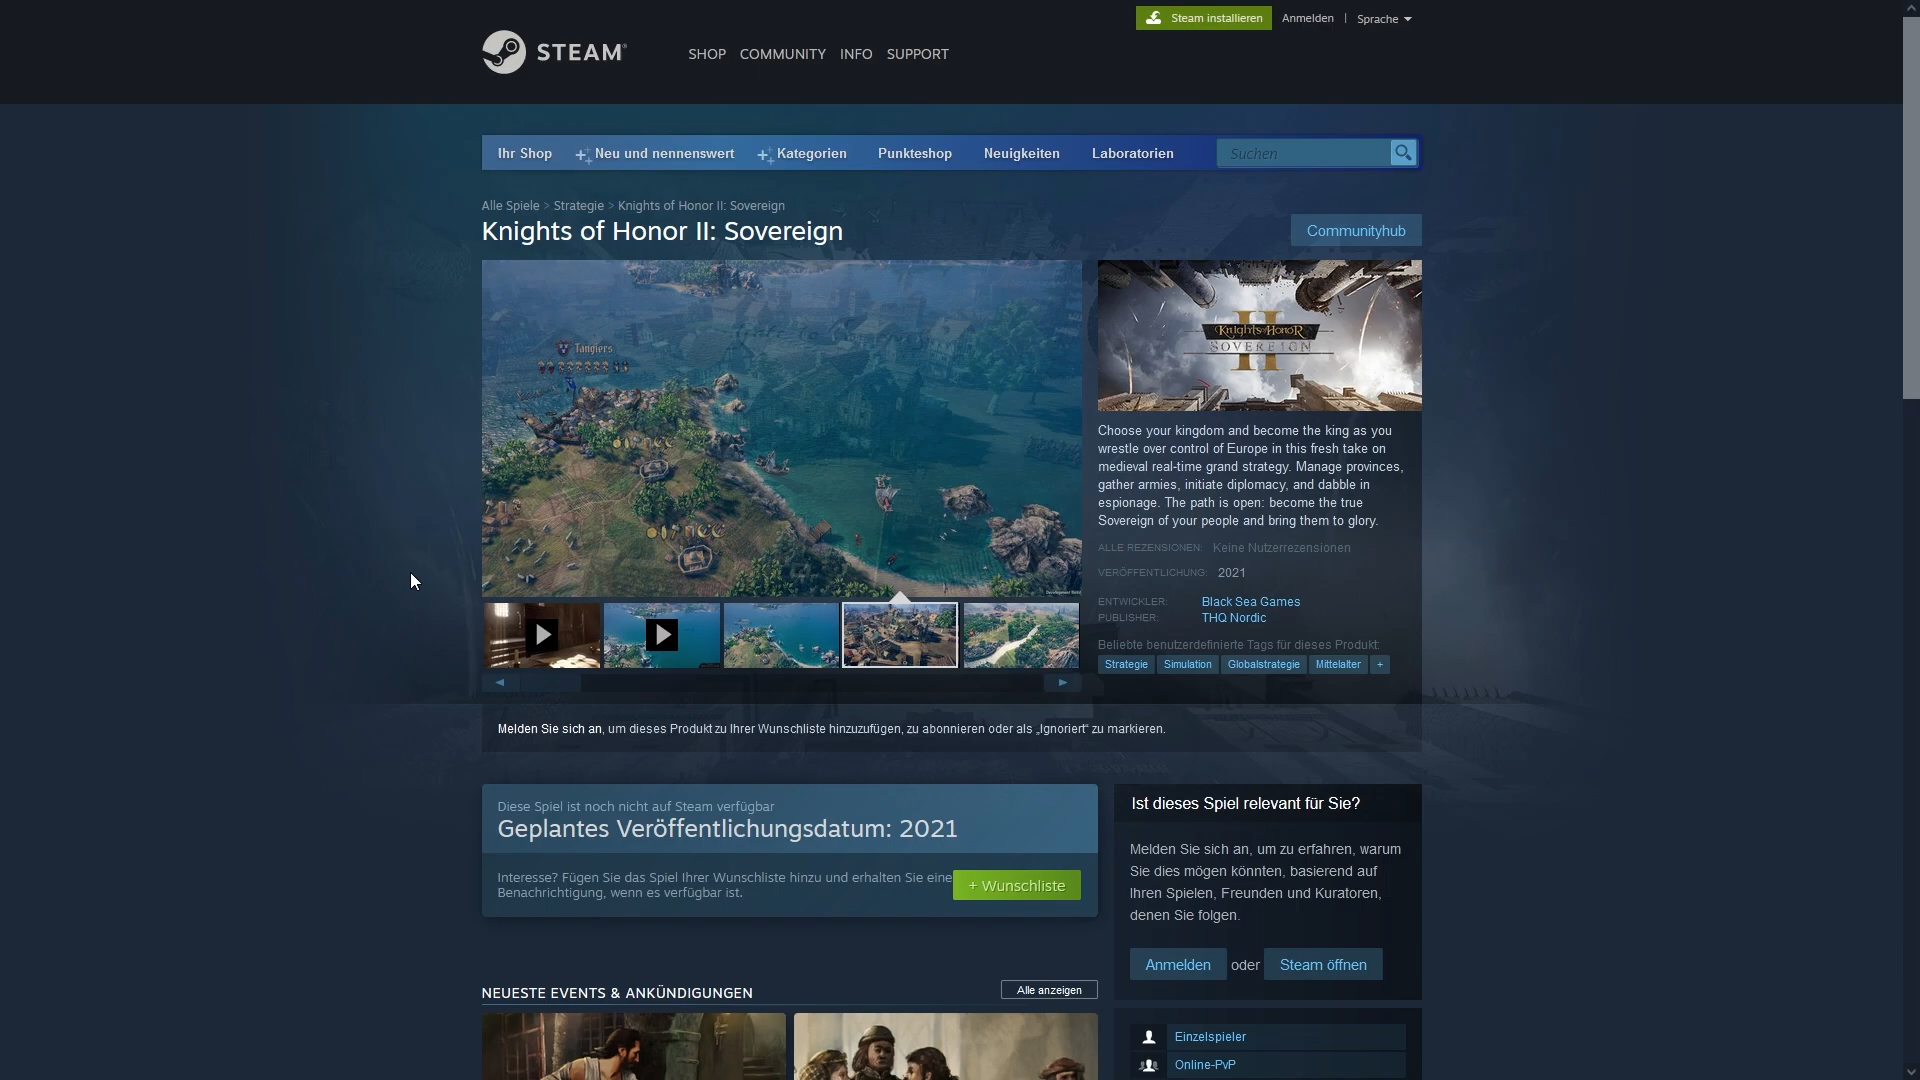 Steam installieren Anmelden | Sprache
STEAM®
SHOP COMMUNITY INFO SUPPORT
Ihr Shop Neu und nennenswert Kategorien Punkteshop Neuigkeiten Laboratorien Suchen
Alle Spiele > Strategie > Knights of Honor II: Sovereign
Knights of Honor II: Sovereign
Communityhub
Tangiers
Development Build
II
Knights of Honor
SOVEREIGN
Choose your kingdom and become the king as you
wrestle over control of Europe in this fresh take on
medieval real-time grand strategy. Manage provinces,
gather armies, initiate diplomacy, and dabble in
espionage. The path is open: become the true
Sovereign of your people and bring them to glory.
ALLE REZENSIONEN: Keine Nutzerrezensionen
VERÖFFENTLICHUNG: 2021
ENTWICKLER: Black Sea Games
PUBLISHER: THQ Nordic
Beliebte benutzerdefinierte Tags für dieses Produkt:
Strategie Simulation Globalstrategie Mittelalter +
Melden Sie sich an, um dieses Produkt zu Ihrer Wunschliste hinzuzufügen, zu abonnieren oder als „Ignoriert“ zu markieren.
Diese Spiel ist noch nicht auf Steam verfügbar
Geplantes Veröffentlichungsdatum: 2021
Interesse? Fügen Sie das Spiel Ihrer Wunschliste hinzu und erhalten Sie eine
Benachrichtigung, wenn es verfügbar ist.
+ Wunschliste
Ist dieses Spiel relevant für Sie?
Melden Sie sich an, um zu erfahren, warum
Sie dies mögen könnten, basierend auf
Ihren Spielen, Freunden und Kuratoren,
denen Sie folgen.
Anmelden oder Steam öffnen
NEUESTE EVENTS & ANKÜNDIGUNGEN
Alle anzeigen
Einzelspieler
Online-PvP